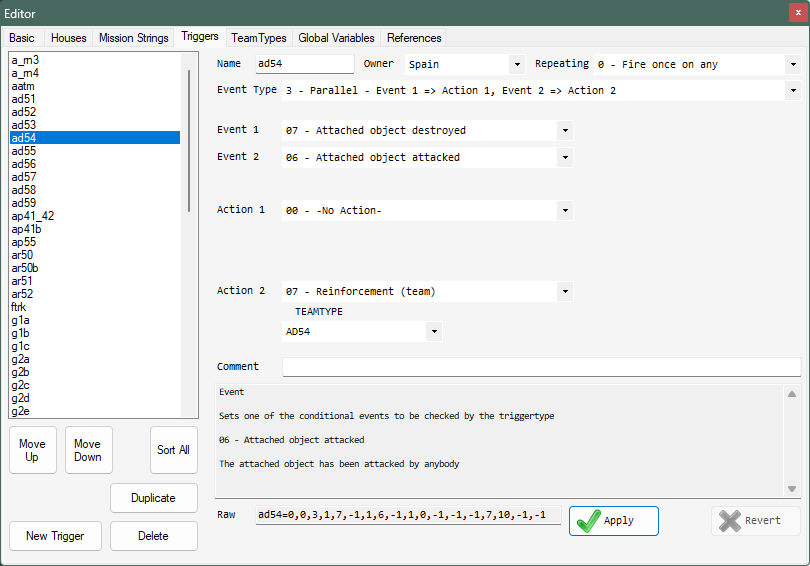 Editor
Basic Houses Mission Strings Triggers TeamTypes Global Variables References
a_m3
a_m4
aatm
ad51
ad52
ad53
ad54
ad55
ad56
ad57
ad58
ad59
ap41_42
ap41b
ap55
ar50
ar50b
ar51
ar52
ftrk
g1a
g1b
g1c
g2a
g2b
g2c
g2d
g2e
Move Up
Move Down
Sort All
Duplicate
New Trigger
Delete
Name ad54 Owner Spain Repeating 0 - Fire once on any
Event Type 3 - Parallel - Event 1 => Action 1, Event 2 => Action 2
Event 1 07 - Attached object destroyed
Event 2 06 - Attached object attacked
Action 1 00 - -No Action-
Action 2 07 - Reinforcement (team)
TEAMTYPE
AD54
Comment
Event
Sets one of the conditional events to be checked by the triggertype
06 - Attached object attacked
The attached object has been attacked by anybody
Raw ad54=0,0,3,1,7,-1,1,6,-1,1,0,-1,-1,-1,7,10,-1,-1
Apply
Revert